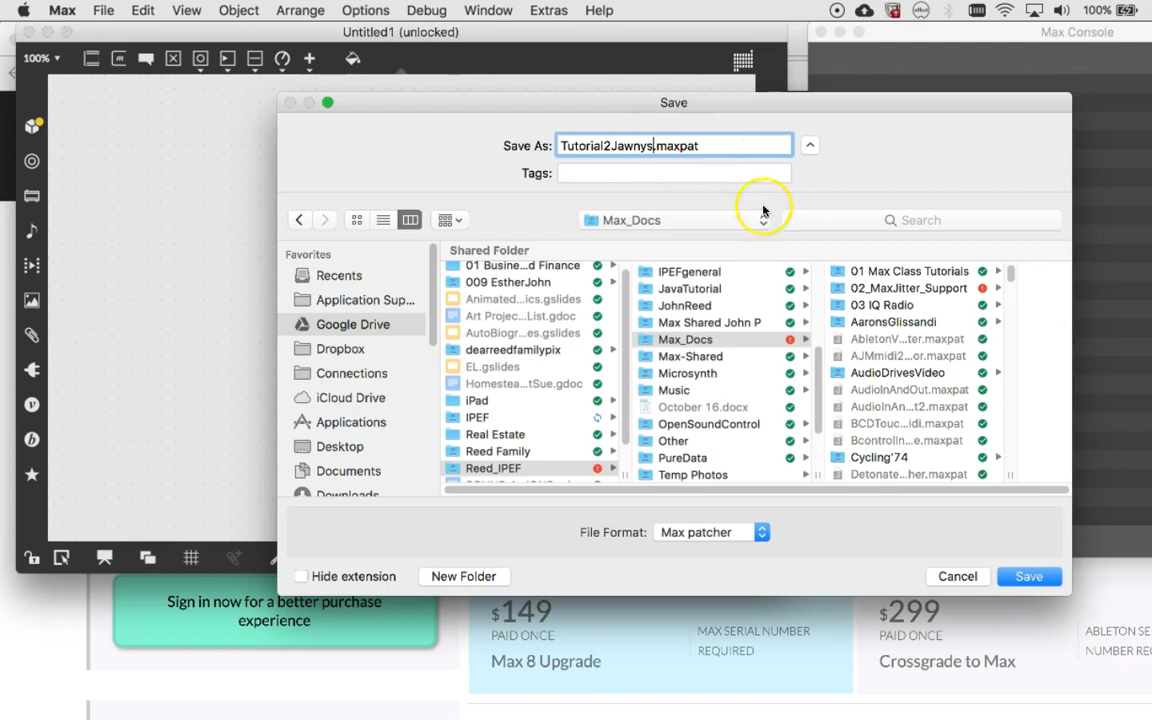 Max File Edit View Object Arrange Options Debug Window Extras Help 100%
Untitled1 (unlocked)
Max Console
100%
Save
Save As: Tutorial2Jawnys.maxpat
Tags:
Max_Docs
Search
Favorites
Recents
Application Sup...
Google Drive
Dropbox
Connections
iCloud Drive
Applications
Desktop
Documents
Downloads
Shared Folder
01 Busine...d Finance
009 EstherJohn
Animated...ics.gslides
Art Projec...List.gdoc
AutoBiogr...es.gslides
dearreedfamilypix
EL.gslides
Homestea...tSue.gdoc
iPad
IPEF
Real Estate
Reed Family
Reed_IPEF
IPEFgeneral
JavaTutorial
JohnReed
Max Shared John P
Max_Docs
Max-Shared
Microsynth
Music
October 16.docx
OpenSoundControl
Other
PureData
Temp Photos
01 Max Class Tutorials
02_MaxJitter_Support
03 IQ Radio
AaronsGlissandi
AbletonV...ter.maxpat
AJMmidi2...or.maxpat
AudioDrivesVideo
AudioInAndOut.maxpat
AudioInAn...t2.maxpat
BCDTouc...idi.maxpat
Bcontrolin...e.maxpat
Cycling'74
Detonate...her.maxpat
File Format: Max patcher
Hide extension
New Folder
Cancel
Save
Sign in now for a better purchase
experience
$149
PAID ONCE
Max 8 Upgrade
MAX SERIAL NUMBER
REQUIRED
$299
PAID ONCE
Crossgrade to Max
ABLETON SE
NUMBER REQ